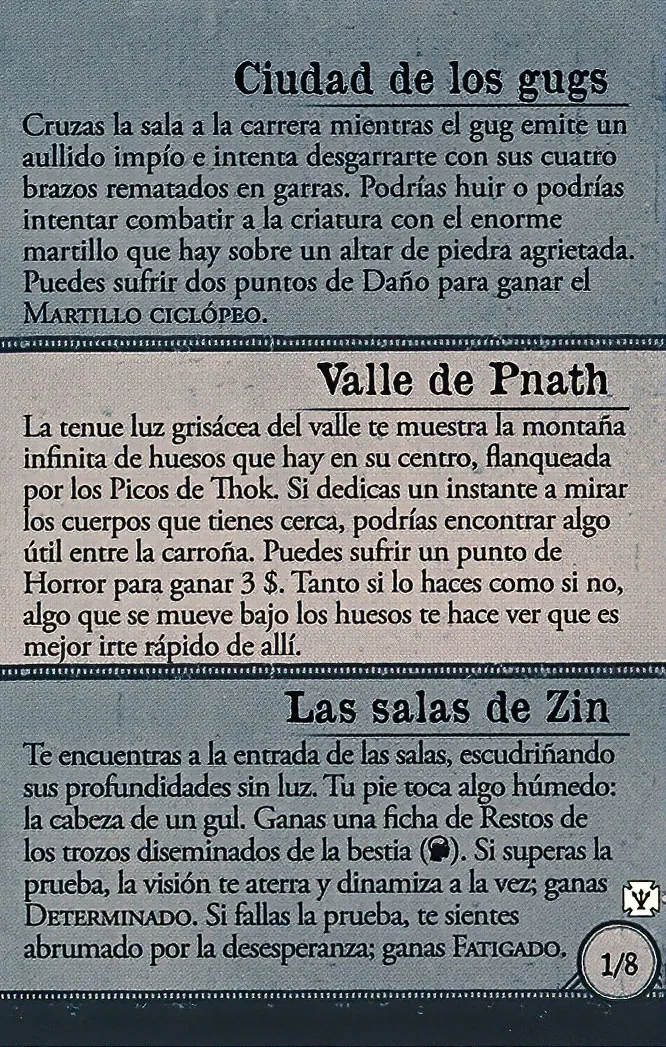 Ciudad de los gugs
Cruzas la sala a la carrera mientras el gug emite un
aullido impío e intenta desgarrarte con sus cuatro
brazos rematados en garras. Podrías huir o podrías
intentar combatir a la criatura con el enorme
martillo que hay sobre un altar de piedra agrietada.
Puedes sufrir dos puntos de Daño para ganar el
MARTILLO CICLÓPEO.
Valle de Pnath
La tenue luz grisácea del valle te muestra la montaña
infinita de huesos que hay en su centro, flanqueada
por los Picos de Thok. Si dedicas un instante a mirar
los cuerpos que tienes cerca, podrías encontrar algo
útil entre la carroña. Puedes sufrir un punto de
Horror para ganar 3 $. Tanto si lo haces como si no,
algo que se mueve bajo los huesos te hace ver que es
mejor irte rápido de allí.
Las salas de Zin
Te encuentras a la entrada de las salas, escudriñando
sus profundidades sin luz. Tu pie toca algo húmedo:
la cabeza de un gul. Ganas una ficha de Restos de
los trozos diseminados de la bestia (). Si superas la
prueba, la visión te aterra y dinamiza a la vez; ganas
DETERMINADO. Si fallas la prueba, te sientes
abrumado por la desesperanza; ganas FATIGADO.
1/8